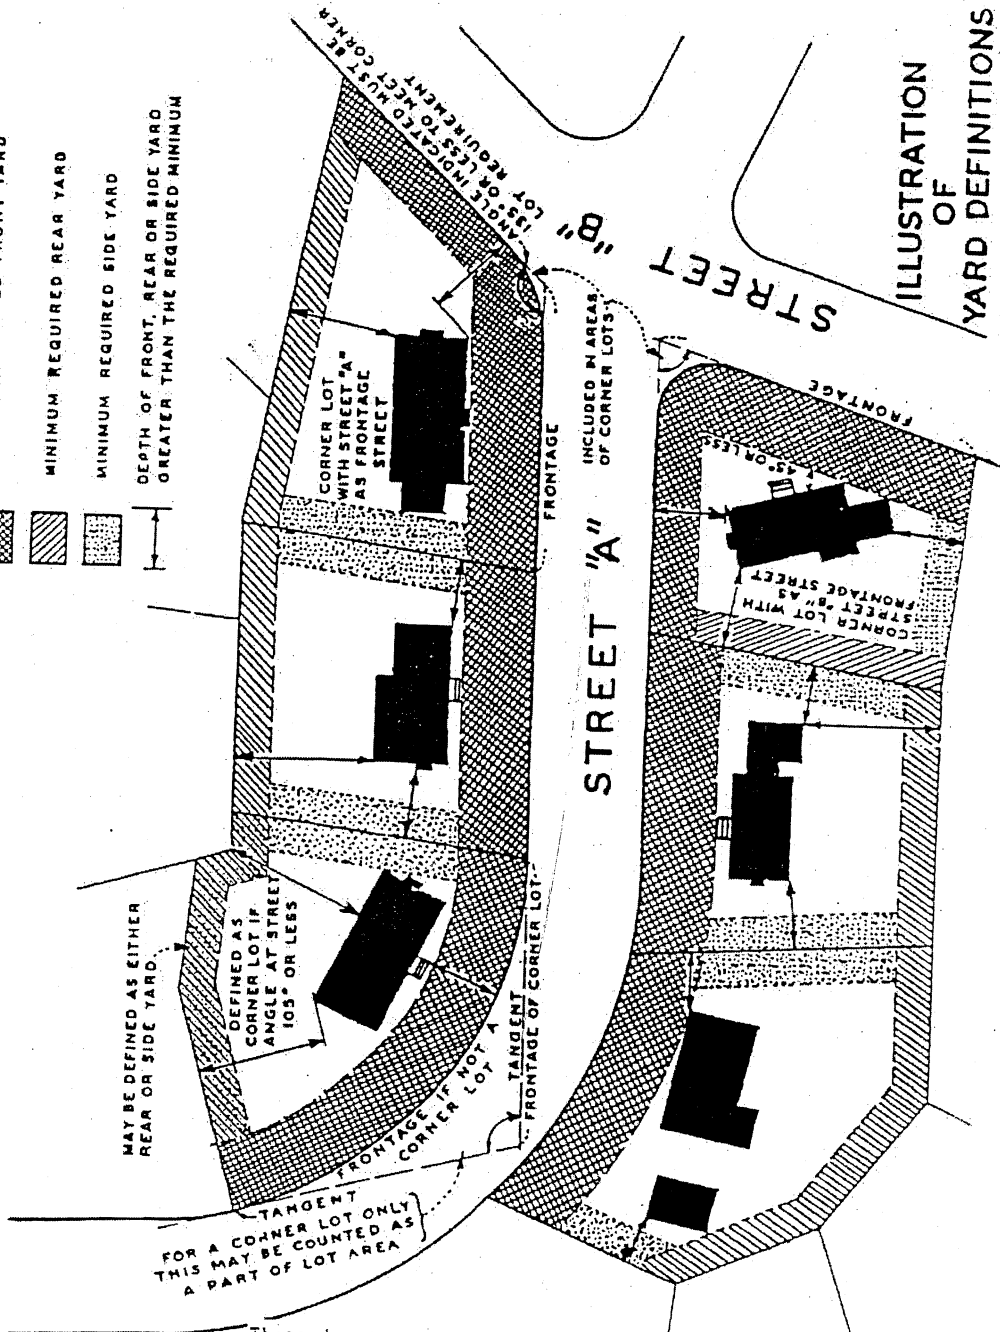 ILLUSTRATION
OF
YARD DEFINITIONS
MINIMUM REQUIRED REAR YARD
MINIMUM REQUIRED SIDE YARD
DEPTH OF FRONT, REAR OR SIDE YARD
GREATER THAN THE REQUIRED MINIMUM
ANGLE INDICATED MUST BE
135° OR LESS TO MEET CORNER
LOT REQUIREMENT
STREET "B"
CORNER LOT
WITH STREET "A"
AS FRONTAGE
STREET
FRONTAGE
INCLUDED IN AREAS
OF CORNER LOTS
STREET "A"
FRONTAGE
45° OR LESS
CORNER LOT WITH
STREET "B" AS
FRONTAGE STREET
MAY BE DEFINED AS EITHER
REAR OR SIDE YARD
DEFINED AS
CORNER LOT IF
ANGLE AT STREET
105° OR LESS
FRONTAGE IF NOT A
CORNER LOT
TANGENT
FRONTAGE OF CORNER LOT
TANGENT
FOR A CORNER LOT ONLY
THIS MAY BE COUNTED AS
A PART OF LOT AREA